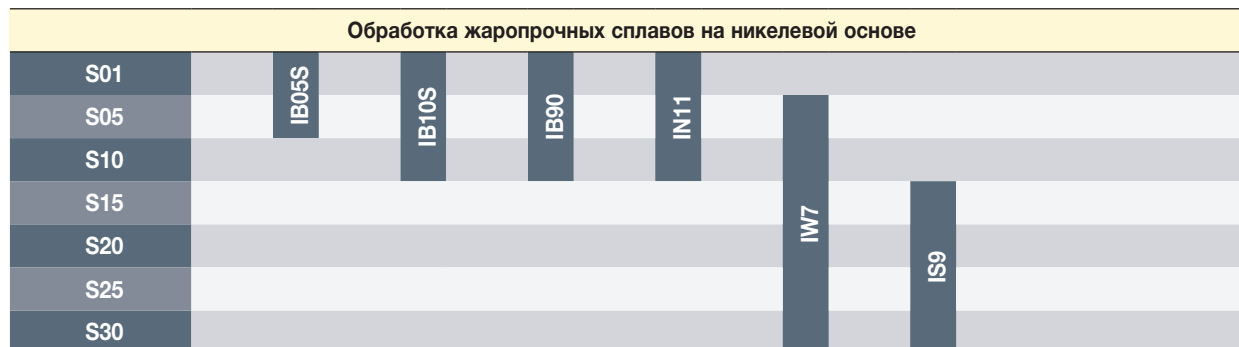 Обработка жаропрочных сплавов на никелевой основе
S01
S05
S10
S15
S20
S25
S30
IB05S
IB10S
IB90
IN11
IW7
IS9